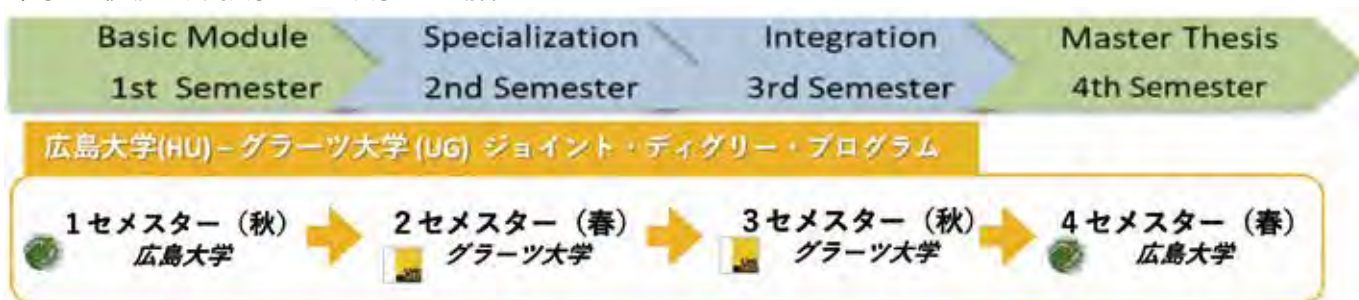 Basic Module
1st Semester
Specialization
2nd Semester
Integration
3rd Semester
Master Thesis
4th Semester
広島大学(HU) – グラーツ大学 (UG) ジョイント・ディグリー・プログラム
1セメスター（秋）
広島大学
2セメスター（春）
グラーツ大学
3セメスター（秋）
グラーツ大学
4セメスター（春）
広島大学